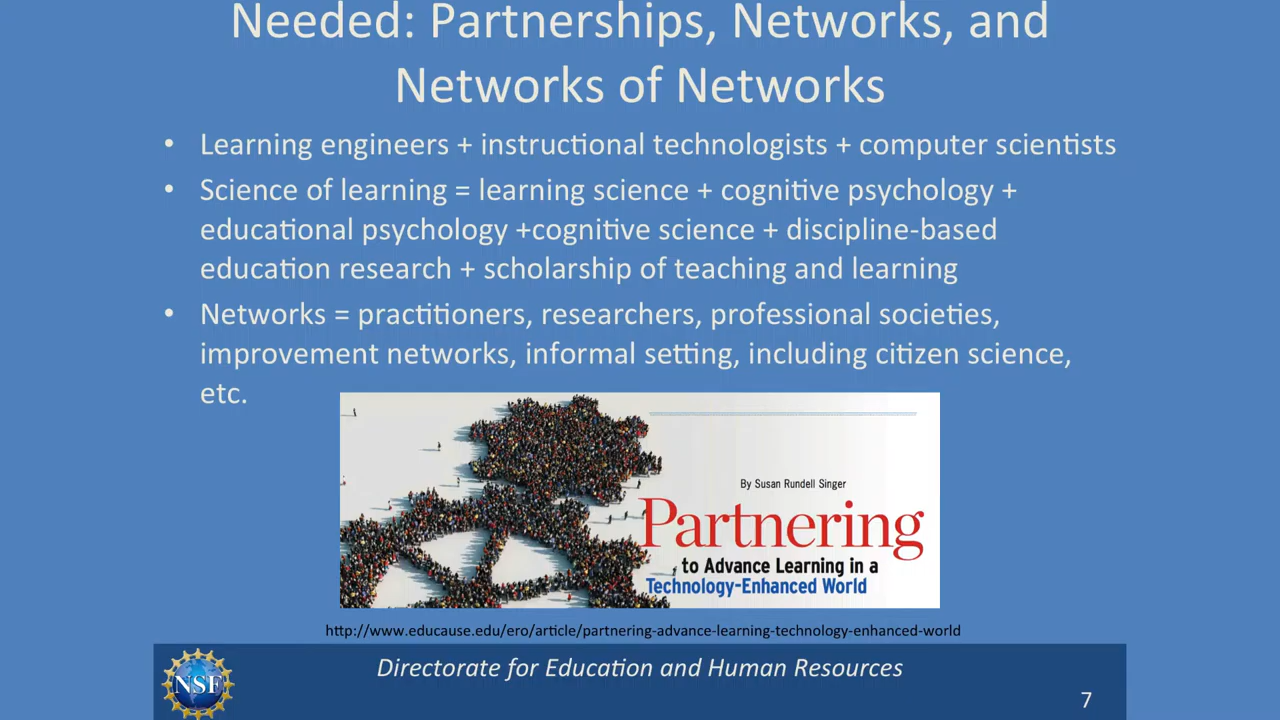 Needed: Partnerships, Networks, and
Networks of Networks
• Learning engineers + instructional technologists + computer scientists
• Science of learning = learning science + cognitive psychology +
educational psychology +cognitive science + discipline-based
education research + scholarship of teaching and learning
• Networks = practitioners, researchers, professional societies,
improvement networks, informal setting, including citizen science,
etc.
By Susan Rundell Singer
Partnering
to Advance Learning in a
Technology-Enhanced World
http://www.educause.edu/ero/article/partnering-advance-learning-technology-enhanced-world
Directorate for Education and Human Resources
NSF
7